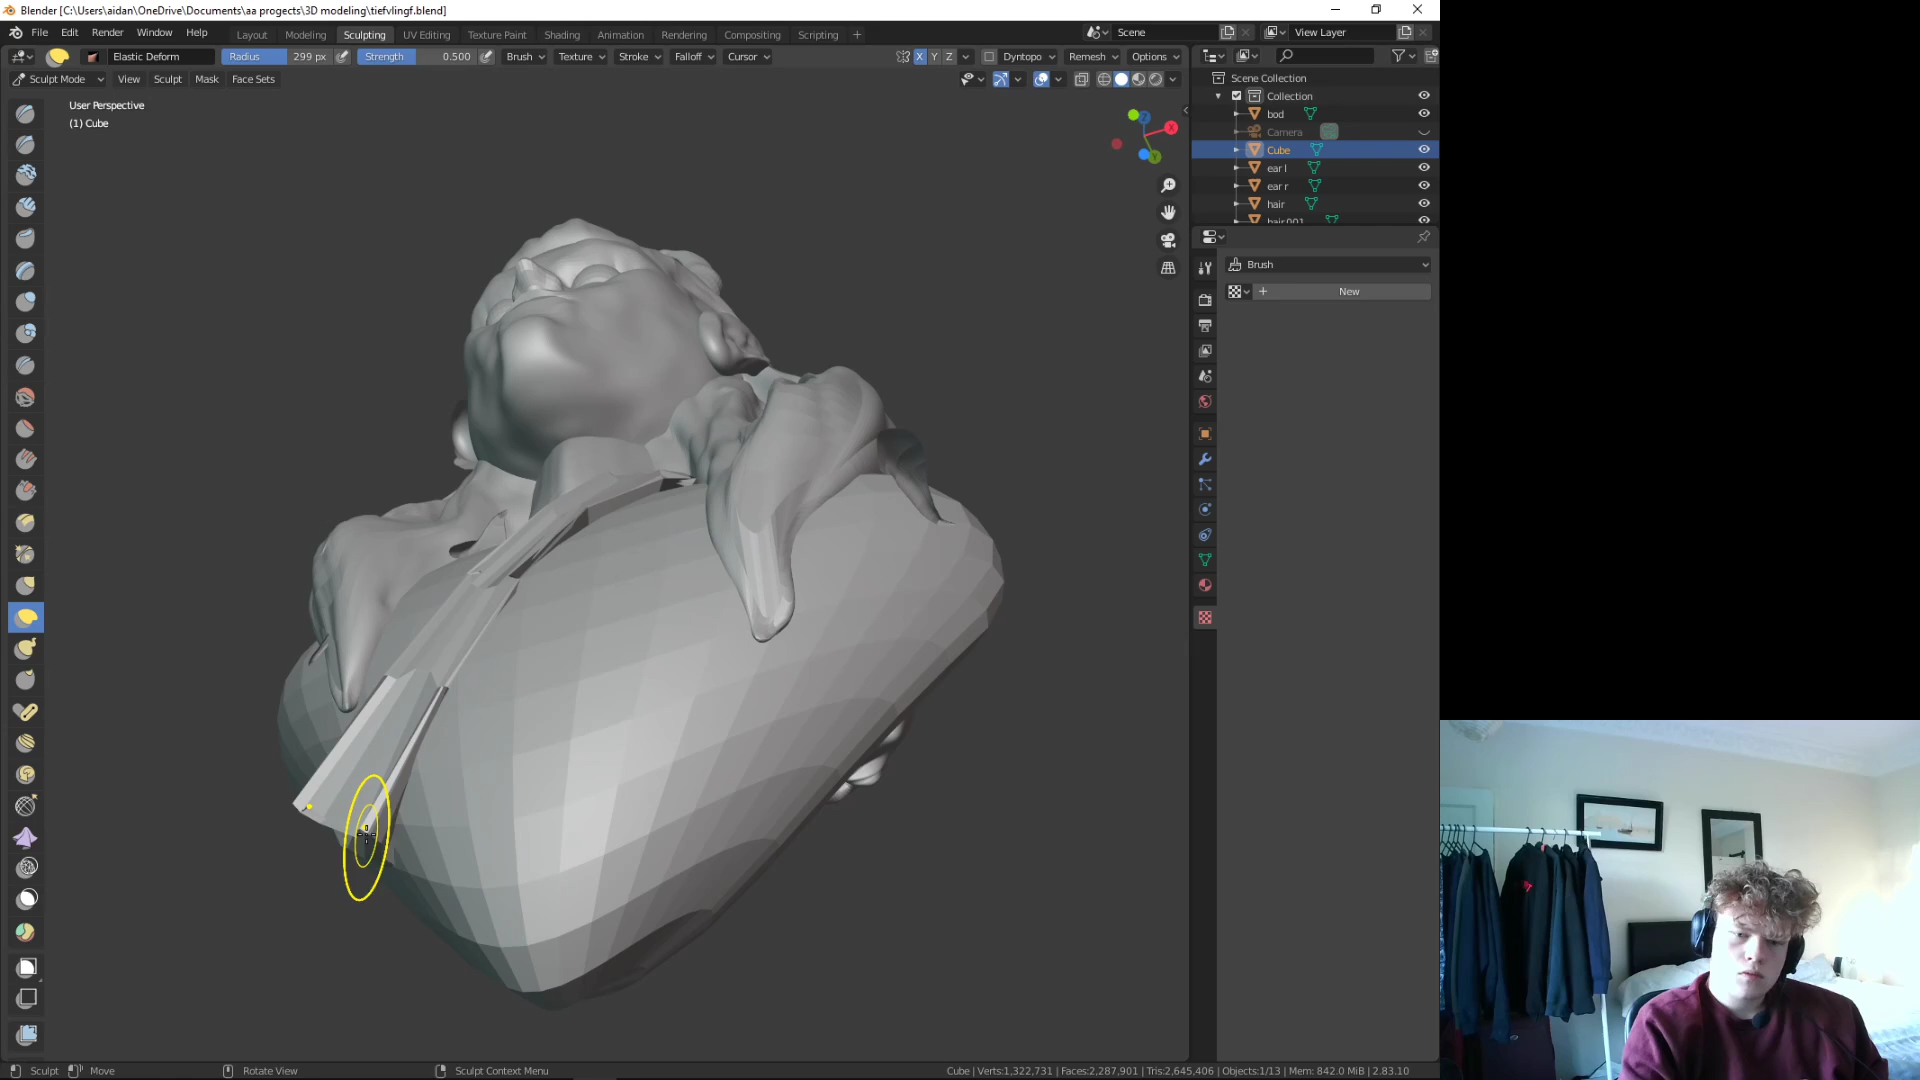 Blender [C:\Users\aidan\OneDrive\Documents\aa progects\3D modeling\tiefvlingf.blend]
File Edit Render Window Help Layout Modeling Sculpting UV Editing Texture Paint Shading Animation Rendering Compositing Scripting + Scene View Layer
Elastic Deform Radius 299 px Strength 0.500 Brush Texture Stroke Falloff Cursor X Y Z Dyntopo Remesh Options
Sculpt Mode View Sculpt Mask Face Sets
Scene Collection
User Perspective
(1) Cube
Collection
bod
Camera
Cube
ear l
ear r
hair
hair.001
Z
X
Y
Brush
+ New
Sculpt Move Rotate View Sculpt Context Menu Cube | Verts:1,322,731 | Faces:2,287,901 | Tris:2,645,406 | Objects:1/13 | Mem: 842.0 MiB | 2.83.10